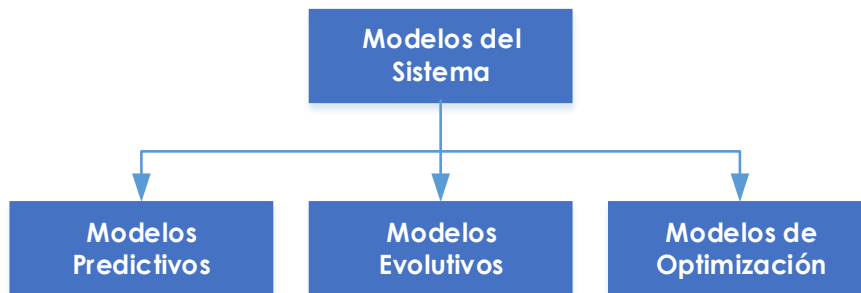 Modelos del
Sistema
Modelos
Predictivos
Modelos
Evolutivos
Modelos de
Optimización